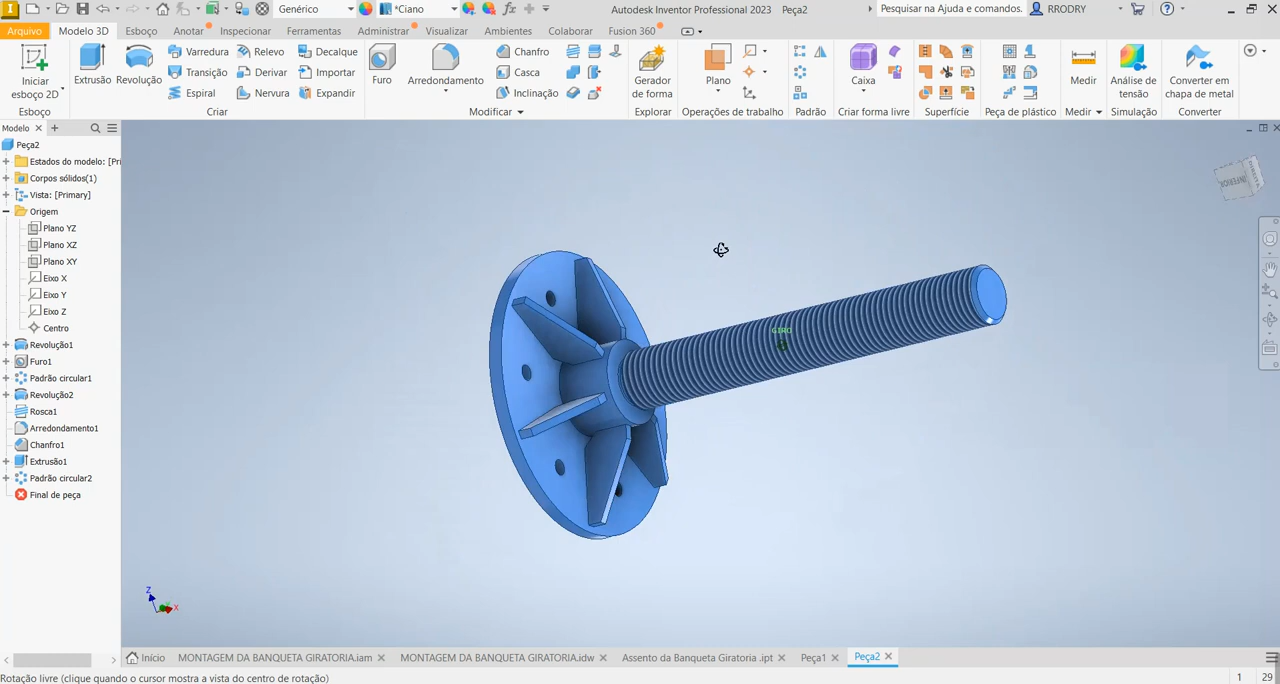 Genérico
*Ciano
Autodesk Inventor Professional 2023 Peça2
Pesquisar na Ajuda e comandos.
RRODRY
Arquivo Modelo 3D Esboço Anotar Inspecionar Ferramentas Administrar Visualizar Ambientes Colaborar Fusion 360
Iniciar
esboço 2D
Esboço
Extrusão
Revolução
Varredura
Transição
Espiral
Relevo
Derivar
Nervura
Decalque
Importar
Expandir
Criar
Furo
Arredondamento
Chanfro
Casca
Inclinação
Modificar
Gerador
de forma
Explorar
Plano
Operações de trabalho
Padrão
Caixa
Criar forma livre
Superfície
Peça de plástico
Medir
Medir
Análise de
tensão
Simulação
Converter em
chapa de metal
Converter
Modelo
Peça2
Estados do modelo: [Pri
Corpos sólidos(1)
Vista: [Primary]
Origem
Plano YZ
Plano XZ
Plano XY
Eixo X
Eixo Y
Eixo Z
Centro
Revolução1
Furo1
Padrão circular1
Revolução2
Rosca1
Arredondamento1
Chanfro1
Extrusão1
Padrão circular2
Final de peça
INFERIOR
GIRO
Z
X
Início
MONTAGEM DA BANQUETA GIRATORIA.iam
MONTAGEM DA BANQUETA GIRATORIA.idw
Assento da Banqueta Giratoria .ipt
Peça1
Peça2
Rotação livre (clique quando o cursor mostra a vista do centro de rotação)
1 29